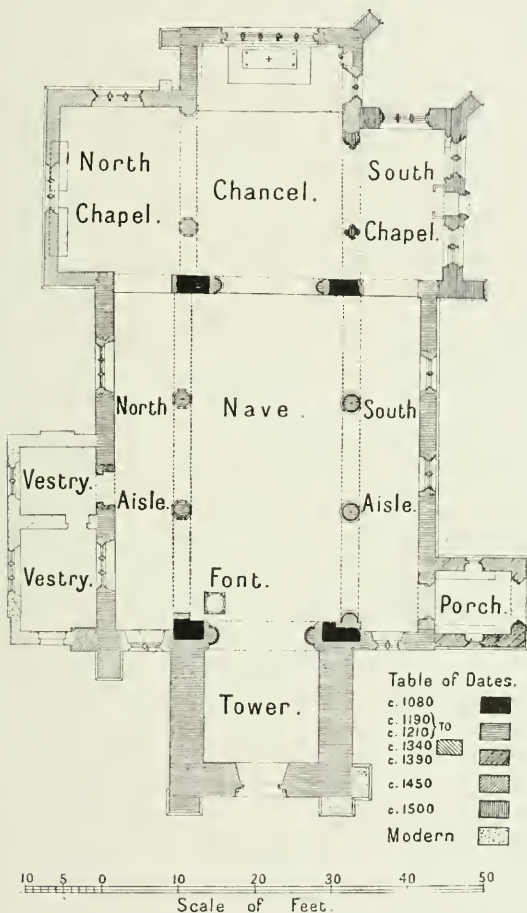 North
Chapel.
Chancel.
South
Chapel.
North
Aisle.
Nave.
South
Aisle.
Vestry.
Vestry.
Font.
Porch.
Tower.
Table of Dates.
c. 1080
c. 1190 } TO
c. 1210
c. 1340
c. 1390
c. 1450
c. 1500
Modern
10 5 0 10 20 30 40 50
Scale of Feet.